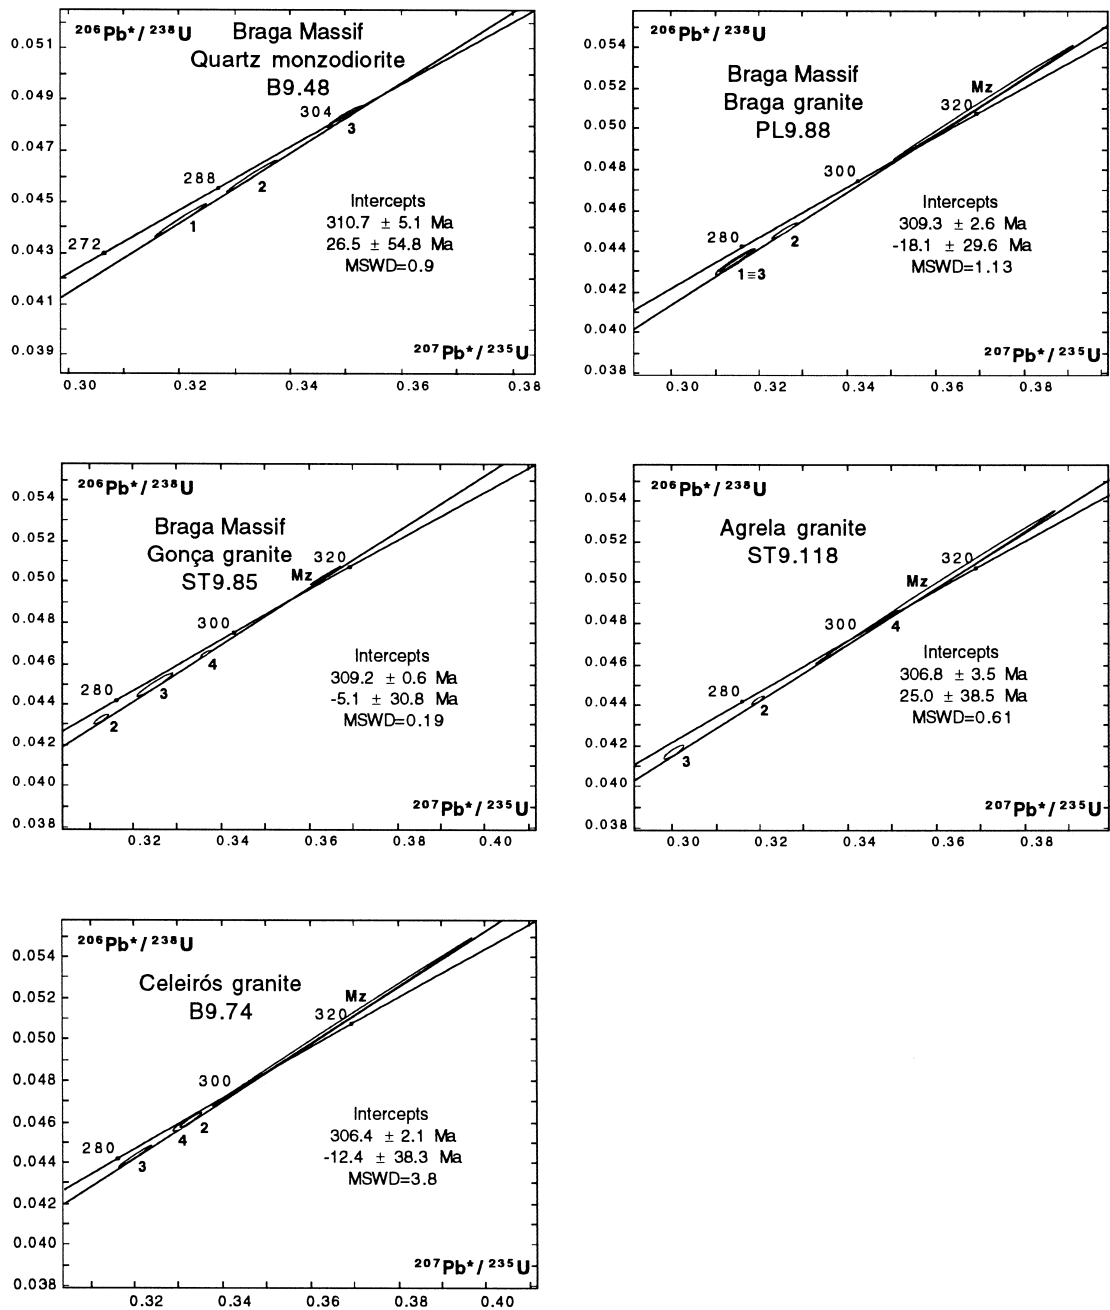 0.051
0.049
0.047
0.045
0.043
0.041
0.039
²⁰⁶Pb*/²³⁸U
Braga Massif
Quartz monzodiorite
B9.48
304
3
288
2
1
272
Intercepts
310.7 ± 5.1 Ma
26.5 ± 54.8 Ma
MSWD=0.9
²⁰⁷Pb*/²³⁵U
0.30
0.32
0.34
0.36
0.38
0.054
0.052
0.050
0.048
0.046
0.044
0.042
0.040
0.038
²⁰⁶Pb*/²³⁸U
Braga Massif
Braga granite
PL9.88
Mz
320
300
280
2
1≡3
Intercepts
309.3 ± 2.6 Ma
-18.1 ± 29.6 Ma
MSWD=1.13
²⁰⁷Pb*/²³⁵U
0.30
0.32
0.34
0.36
0.38
0.054
0.052
0.050
0.048
0.046
0.044
0.042
0.040
0.038
²⁰⁶Pb*/²³⁸U
Braga Massif
Gonça granite
ST9.85
320
Mz
300
4
280
3
2
Intercepts
309.2 ± 0.6 Ma
-5.1 ± 30.8 Ma
MSWD=0.19
²⁰⁷Pb*/²³⁵U
0.32
0.34
0.36
0.38
0.40
0.054
0.052
0.050
0.048
0.046
0.044
0.042
0.040
0.038
²⁰⁶Pb*/²³⁸U
Agrela granite
ST9.118
320
Mz
300
4
280
2
3
Intercepts
306.8 ± 3.5 Ma
25.0 ± 38.5 Ma
MSWD=0.61
²⁰⁷Pb*/²³⁵U
0.30
0.32
0.34
0.36
0.38
0.054
0.052
0.050
0.048
0.046
0.044
0.042
0.040
0.038
²⁰⁶Pb*/²³⁸U
Celeirós granite
B9.74
Mz
320
300
4
2
280
3
Intercepts
306.4 ± 2.1 Ma
-12.4 ± 38.3 Ma
MSWD=3.8
²⁰⁷Pb*/²³⁵U
0.32
0.34
0.36
0.38
0.40